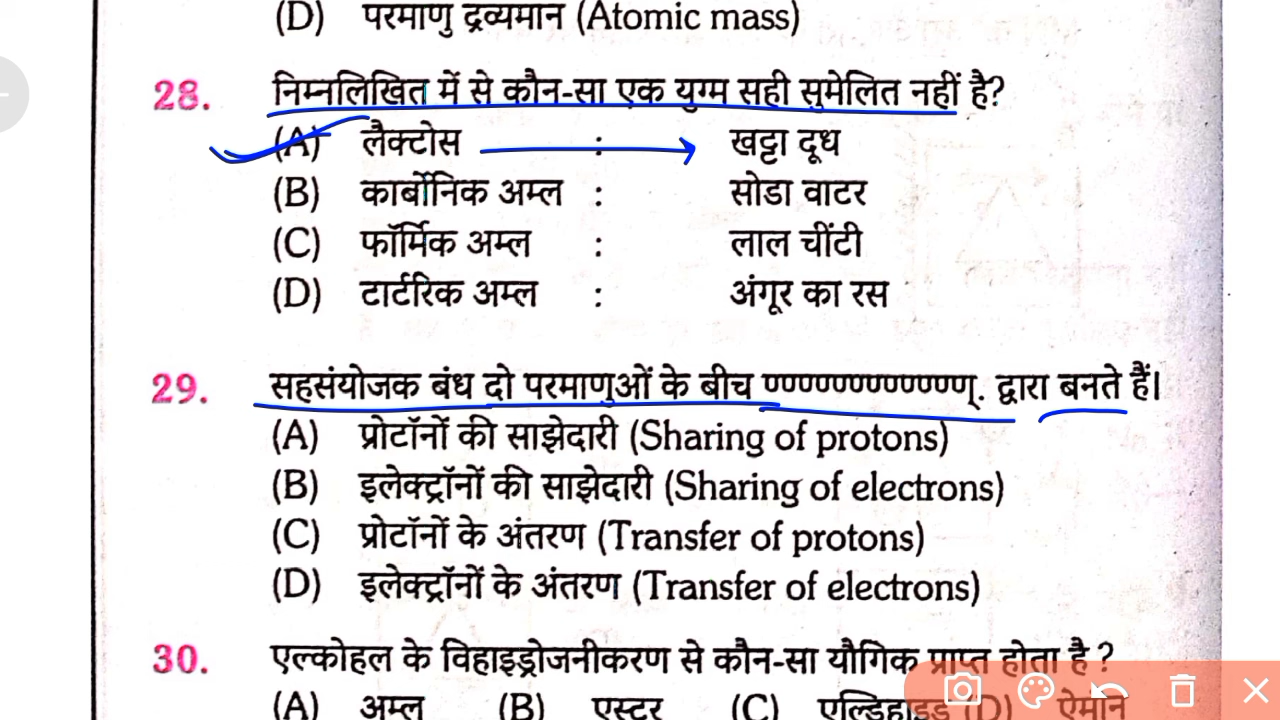 (D) परमाणु द्रव्यमान (Atomic mass)
28. निम्नलिखित में से कौन-सा एक युग्म सही सुमेलित नहीं है?
(A) लैक्टोस : खट्टा दूध
(B) कार्बोनिक अम्ल : सोडा वाटर
(C) फॉर्मिक अम्ल : लाल चींटी
(D) टार्टरिक अम्ल : अंगूर का रस
29. सहसंयोजक बंध दो परमाणुओं के बीच ण्ण्ण्ण्ण्ण्ण्ण्ण्ण्ण्ण्ण्. द्वारा बनते हैं।
(A) प्रोटॉनों की साझेदारी (Sharing of protons)
(B) इलेक्ट्रॉनों की साझेदारी (Sharing of electrons)
(C) प्रोटॉनों के अंतरण (Transfer of protons)
(D) इलेक्ट्रॉनों के अंतरण (Transfer of electrons)
30. एल्कोहल के विहाइड्रोजनीकरण से कौन-सा यौगिक प्राप्त होता है ?
(A) अम्ल (B) एस्टर (C) एल्डिहाइड (D) ऐमीन